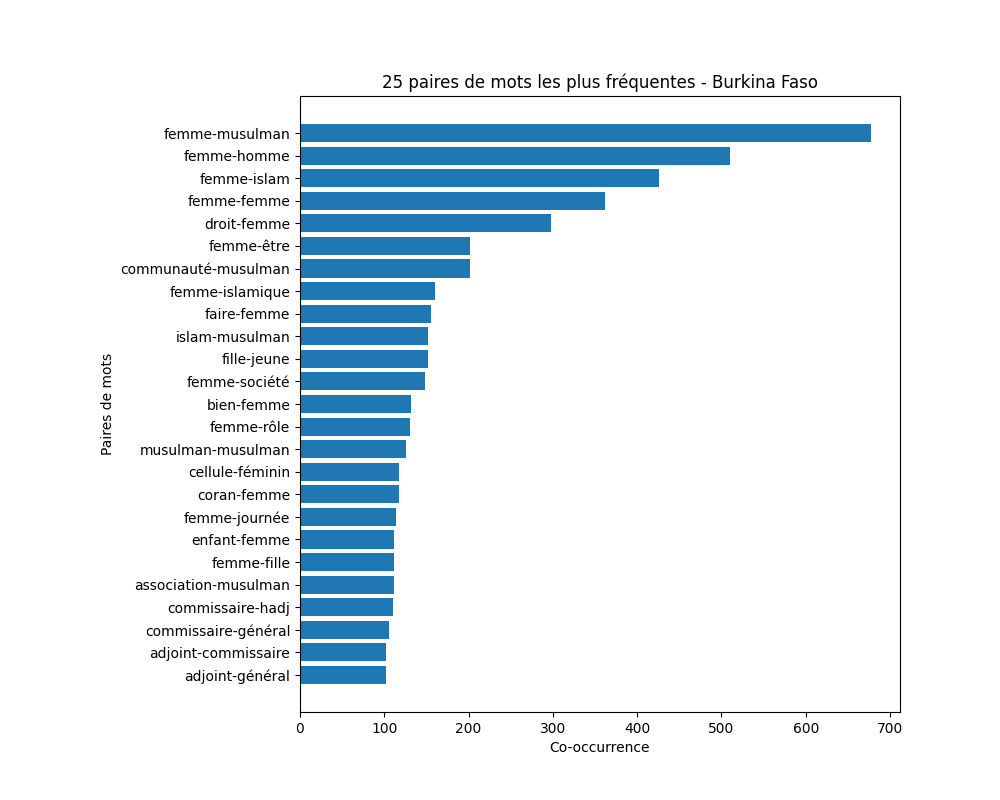 25 paires de mots les plus fréquentes - Burkina Faso
Paires de mots
femme-musulman
femme-homme
femme-islam
femme-femme
droit-femme
femme-être
communauté-musulman
femme-islamique
faire-femme
islam-musulman
fille-jeune
femme-société
bien-femme
femme-rôle
musulman-musulman
cellule-féminin
coran-femme
femme-journée
enfant-femme
femme-fille
association-musulman
commissaire-hadj
commissaire-général
adjoint-commissaire
adjoint-général
0 100 200 300 400 500 600 700
Co-occurrence